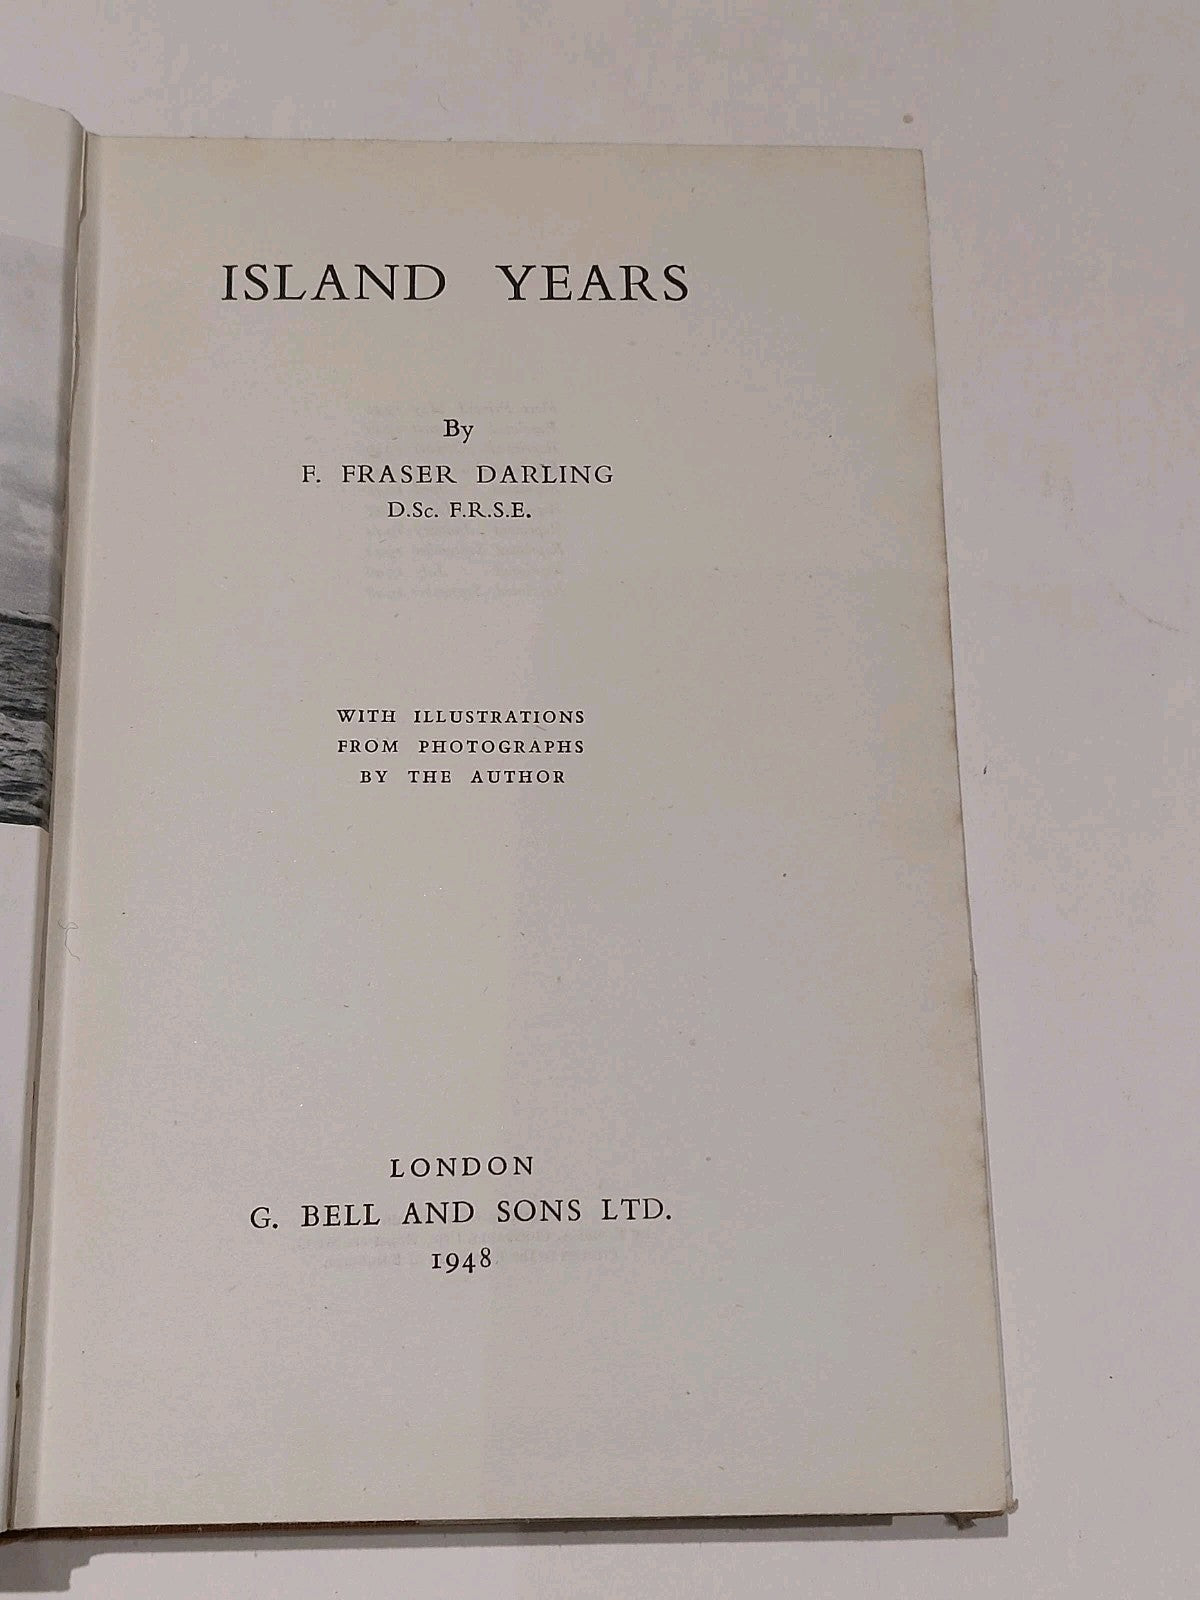 ISLAND YEARS
By
F. FRASER DARLING
D.Sc. F.R.S.E.
WITH ILLUSTRATIONS
FROM PHOTOGRAPHS
BY THE AUTHOR
LONDON
G. BELL AND SONS LTD.
1948